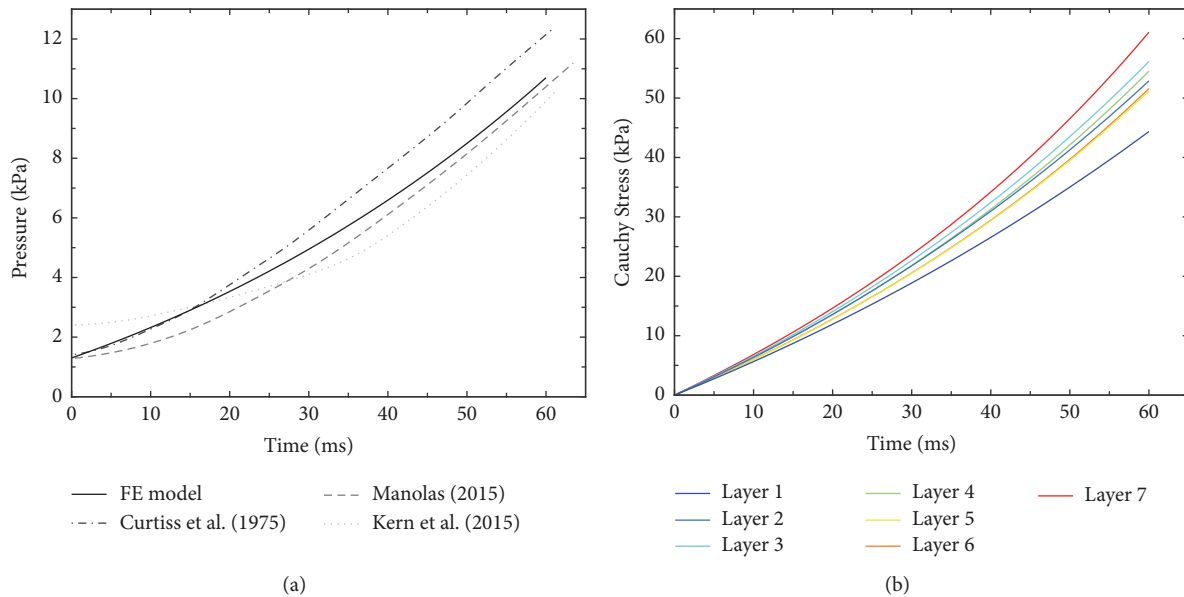 12
10
8
6
4
2
0
Pressure (kPa)
0 10 20 30 40 50 60
Time (ms)
FE model
Curtiss et al. (1975)
Manolas (2015)
Kern et al. (2015)
(a)
60
50
40
30
20
10
0
Cauchy Stress (kPa)
0 10 20 30 40 50 60
Time (ms)
Layer 1
Layer 2
Layer 3
Layer 4
Layer 5
Layer 6
Layer 7
(b)